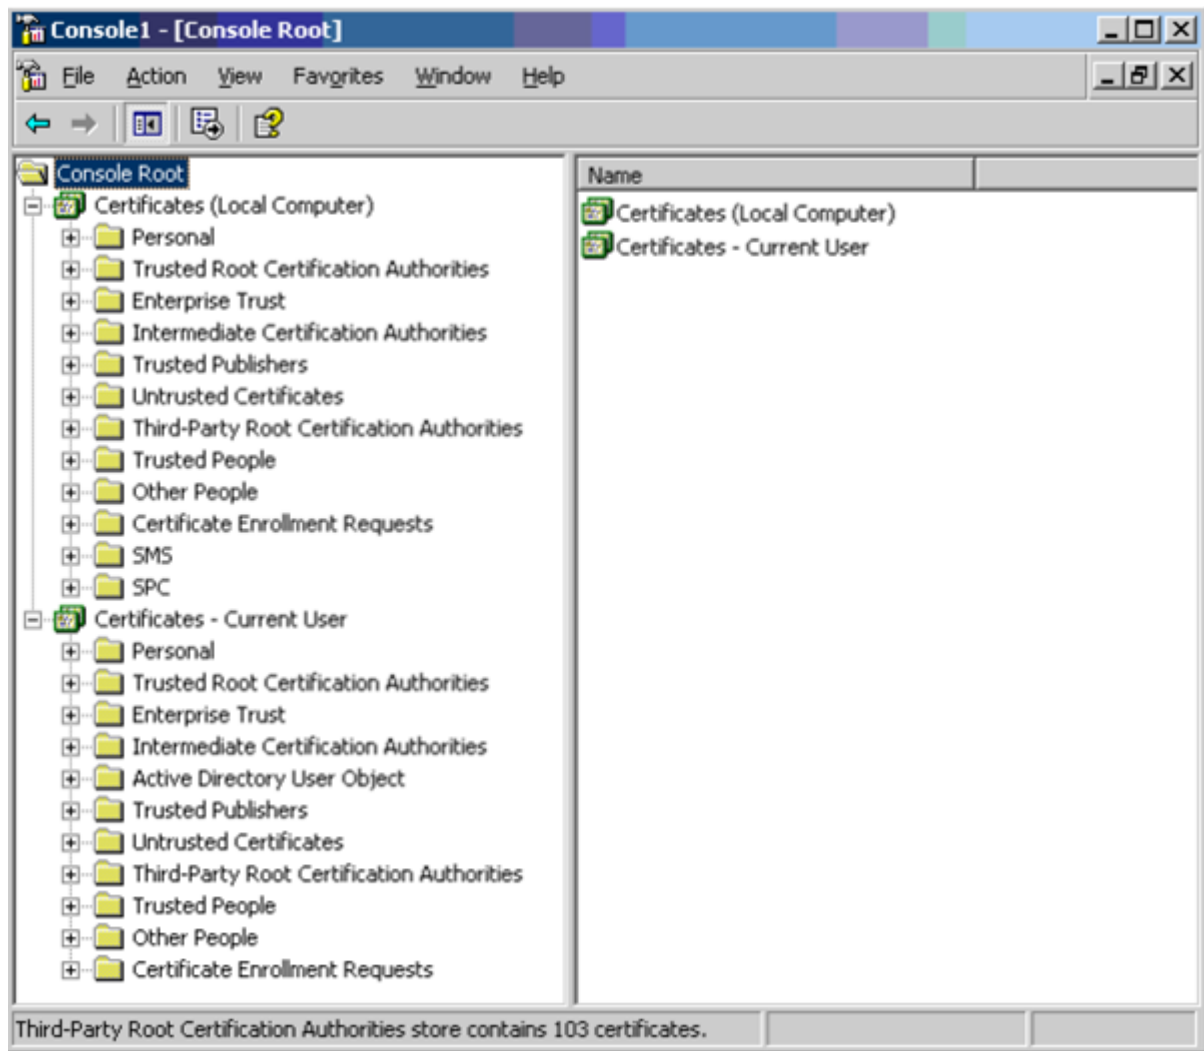 Console1 - [Console Root]
File Action View Favorites Window Help
Console Root
Certificates (Local Computer)
Personal
Trusted Root Certification Authorities
Enterprise Trust
Intermediate Certification Authorities
Trusted Publishers
Untrusted Certificates
Third-Party Root Certification Authorities
Trusted People
Other People
Certificate Enrollment Requests
SMS
SPC
Certificates - Current User
Personal
Trusted Root Certification Authorities
Enterprise Trust
Intermediate Certification Authorities
Active Directory User Object
Trusted Publishers
Untrusted Certificates
Third-Party Root Certification Authorities
Trusted People
Other People
Certificate Enrollment Requests
Name
Certificates (Local Computer)
Certificates - Current User
Third-Party Root Certification Authorities store contains 103 certificates.